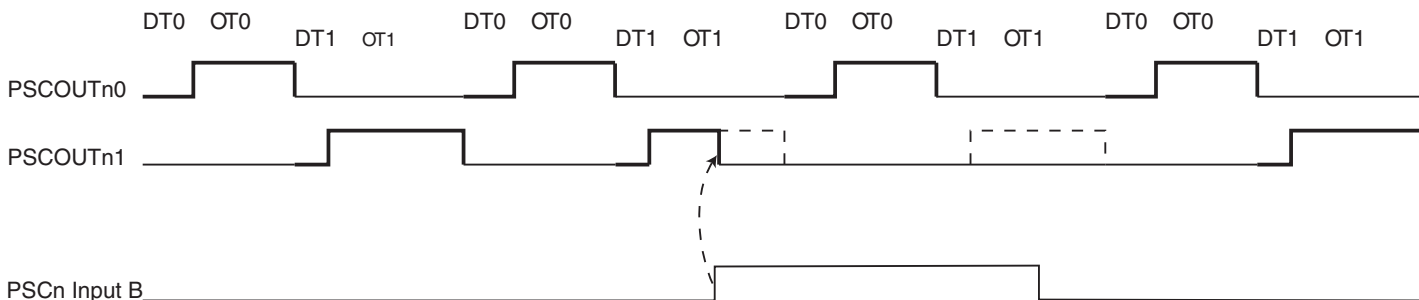 DT0 OT0 DT0 OT0 DT0 OT0 DT0 OT0
DT1 OT1 DT1 OT1 DT1 OT1 DT1 OT1
PSCOUTn0
PSCOUTn1
PSCn Input B